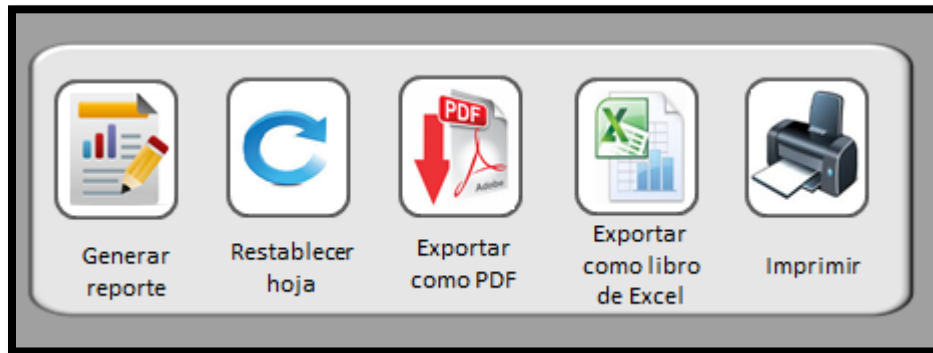 PDF
Adobe
Generar
reporte
Restablecer
hoja
Exportar
como PDF
Exportar
como libro
de Excel
Imprimir